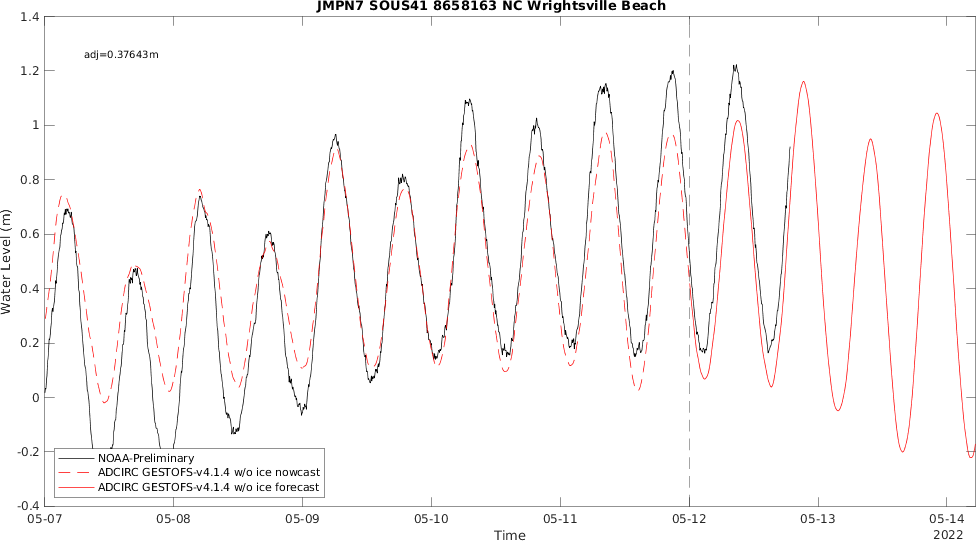 JMPN7 SOUS41 8658163 NC Wrightsville Beach
1.4
adj=0.37643m
1.2
1
0.8
0.6
0.4
0.2
0
-0.2
-0.4
Water Level (m)
NOAA-Preliminary
ADCIRC GESTOFS-v4.1.4 w/o ice nowcast
ADCIRC GESTOFS-v4.1.4 w/o ice forecast
05-07 05-08 05-09 05-10 05-11 05-12 05-13 05-14
Time 2022